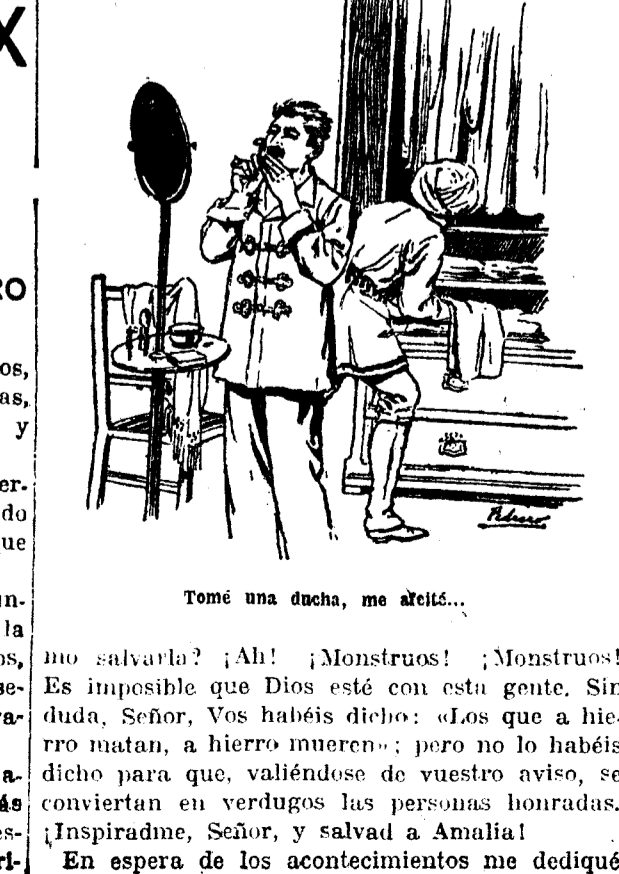 X
RO
os,
as,
y
er-
do
que
un-
la
os,
se-
ra-
a-
ás
es-
ri-
Tomé una ducha, me afeité...
mo salvarla? ¡Ah! ¡Monstruos! ¡Monstruos!
Es imposible que Dios esté con esta gente. Sin
duda, Señor, Vos habéis dicho: «Los que a hie-
rro matan, a hierro mueren»; pero no lo habéis
dicho para que, valiéndose de vuestro aviso, se
conviertan en verdugos las personas honradas.
¡Inspiradme, Señor, y salvad a Amalia!
En espera de los acontecimientos me dediqué